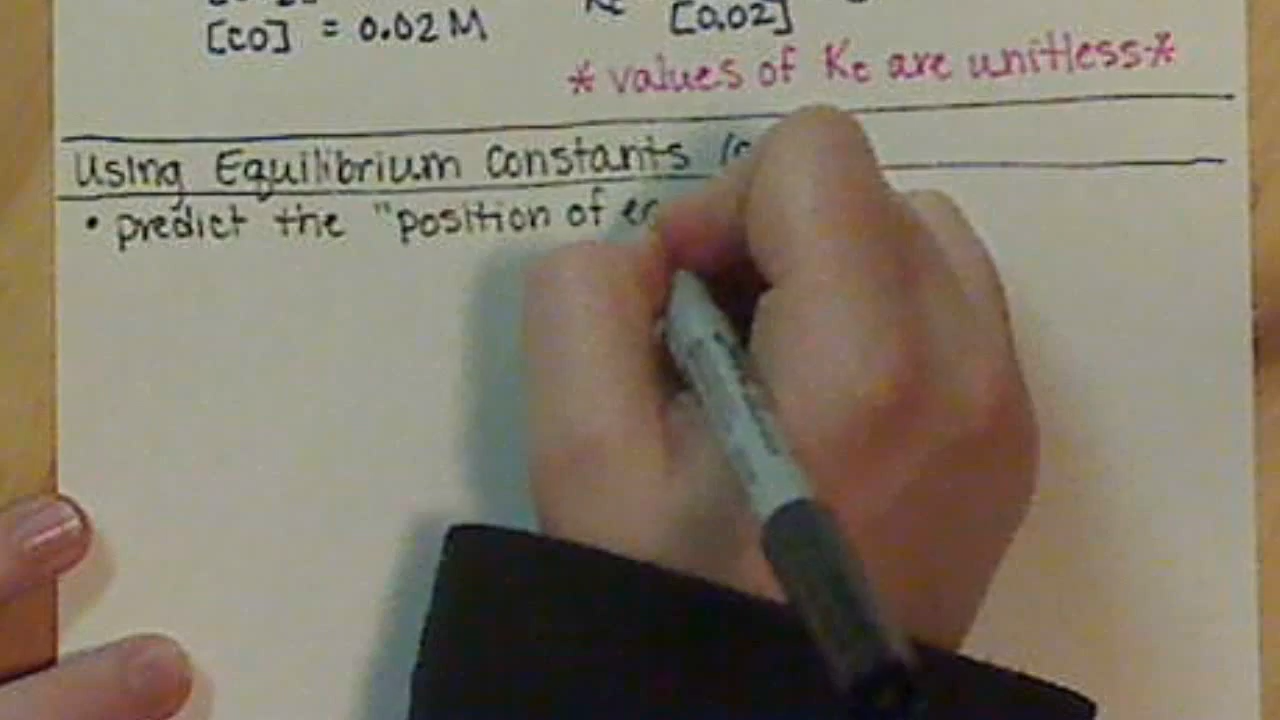 [CO] = 0.02 M
[0.02]
* values of Kc are unitless *
Using Equilibrium Constants
• predict the "position of